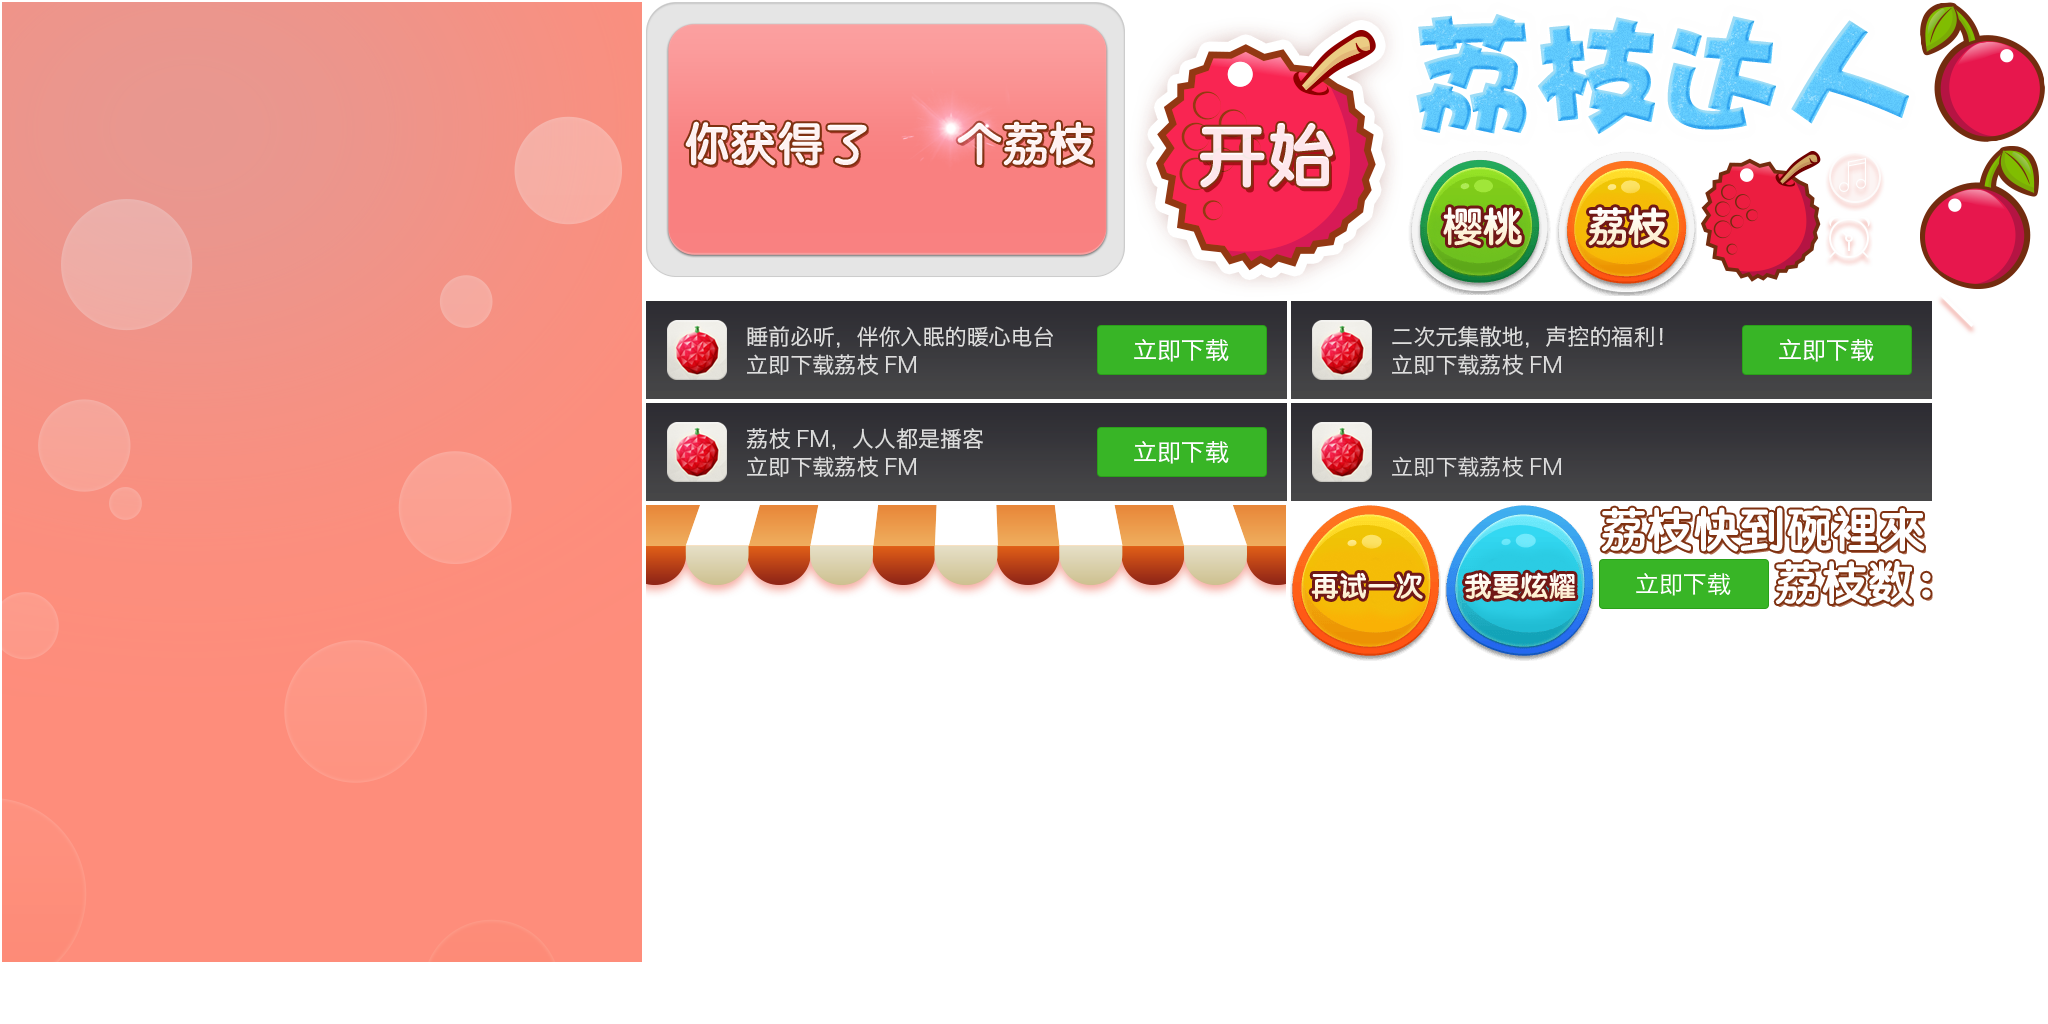 荔枝达人
你获得了 个荔枝
开始
樱桃
荔枝
睡前必听，伴你入眠的暖心电台
立即下载荔枝 FM
立即下载
二次元集散地，声控的福利！
立即下载荔枝 FM
立即下载
荔枝 FM，人人都是播客
立即下载荔枝 FM
立即下载
立即下载荔枝 FM
再试一次
我要炫耀
荔枝快到碗裡來
立即下载
荔枝数：